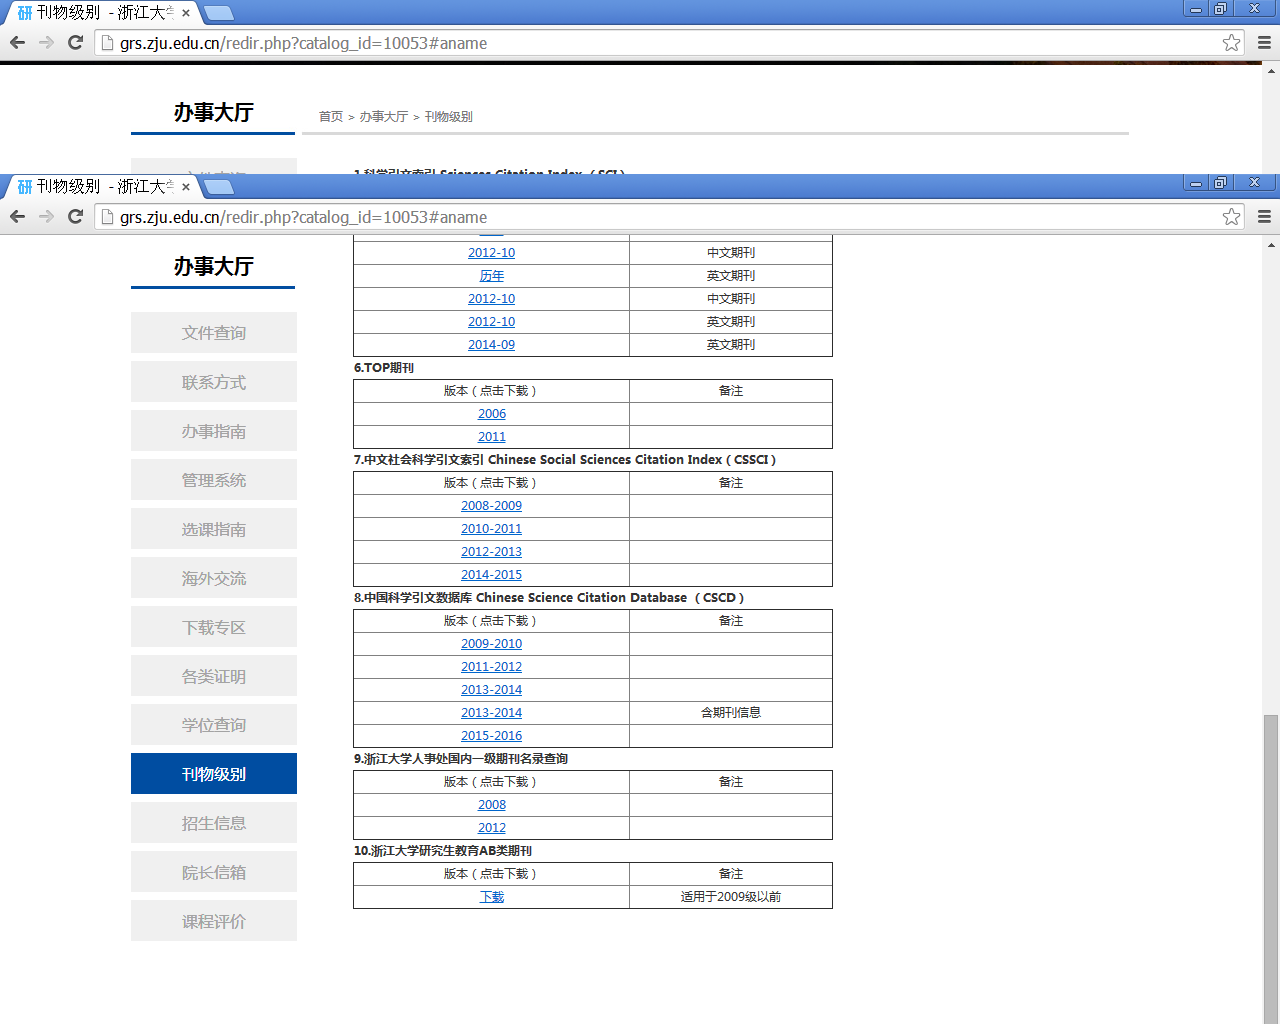 研 刊物级别 - 浙江大学
grs.zju.edu.cn/redir.php?catalog_id=10053#aname
办事大厅
首页 > 办事大厅 > 刊物级别
1.科学引文索引 Sciences Citation Index （SCI）
研 刊物级别 - 浙江大学
grs.zju.edu.cn/redir.php?catalog_id=10053#aname
办事大厅
文件查询
联系方式
办事指南
管理系统
选课指南
海外交流
下载专区
各类证明
学位查询
刊物级别
招生信息
院长信箱
课程评价
2012-10 中文期刊
历年 英文期刊
2012-10 中文期刊
2012-10 英文期刊
2014-09 英文期刊
6.TOP期刊
版本（点击下载） 备注
2006
2011
7.中文社会科学引文索引 Chinese Social Sciences Citation Index（CSSCI）
版本（点击下载） 备注
2008-2009
2010-2011
2012-2013
2014-2015
8.中国科学引文数据库 Chinese Science Citation Database （CSCD）
版本（点击下载） 备注
2009-2010
2011-2012
2013-2014
2013-2014 含期刊信息
2015-2016
9.浙江大学人事处国内一级期刊名录查询
版本（点击下载） 备注
2008
2012
10.浙江大学研究生教育AB类期刊
版本（点击下载） 备注
下载 适用于2009级以前